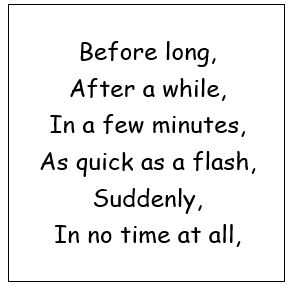 Before long,
After a while,
In a few minutes,
As quick as a flash,
Suddenly,
In no time at all,